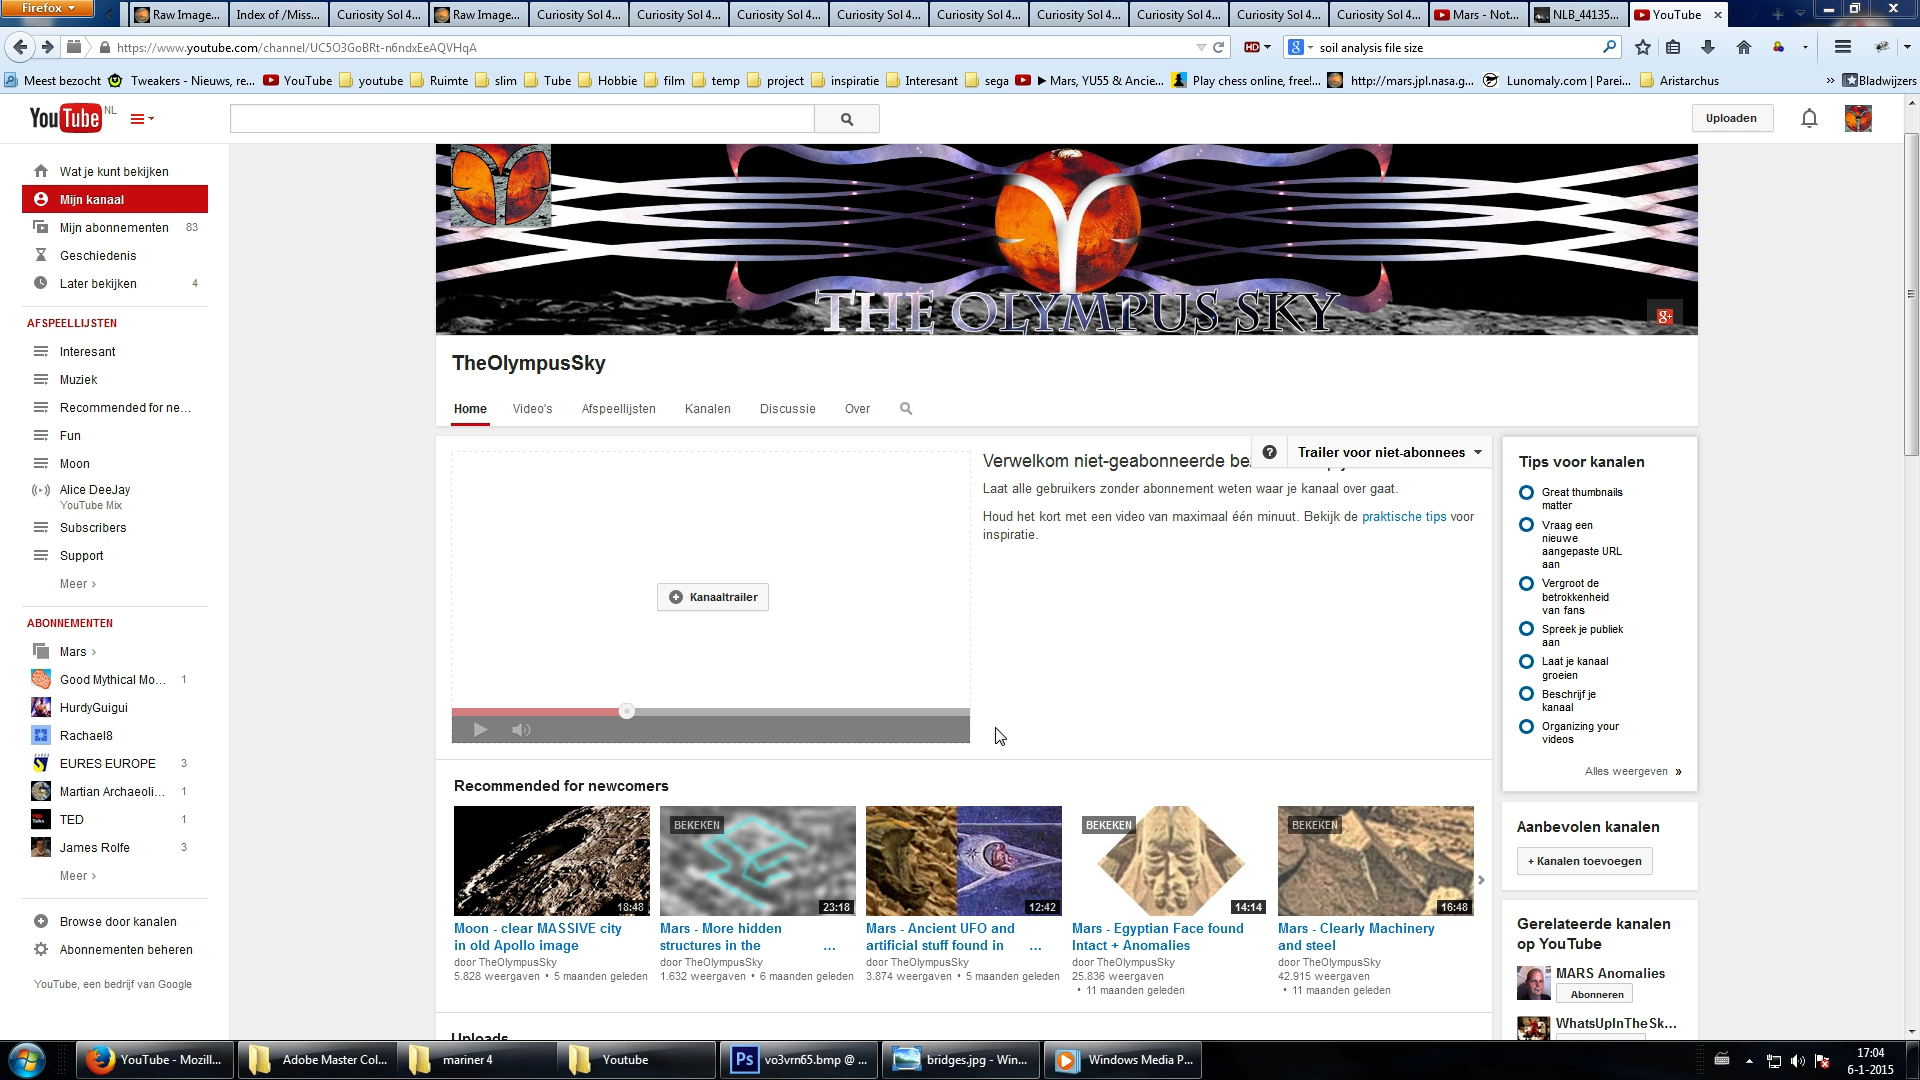 Firefox
Raw Image...
Index of /Miss...
Curiosity Sol 4...
Raw Image...
Curiosity Sol 4...
Curiosity Sol 4...
Curiosity Sol 4...
Curiosity Sol 4...
Curiosity Sol 4...
Curiosity Sol 4...
Curiosity Sol 4...
Curiosity Sol 4...
Curiosity Sol 4...
Mars - Not...
NLB_44135...
YouTube
https://www.youtube.com/channel/UC5O3GoBRt-n6ndxEeAQVHqA
HD
soil analysis file size
Meest bezocht
Tweakers - Nieuws, re...
YouTube
youtube
Ruimte
slim
Tube
Hobbie
film
temp
project
inspiratie
Interesant
sega
▶ Mars, YU55 & Ancie...
Play chess online, free!...
http://mars.jpl.nasa.g...
Lunomaly.com | Parei...
Aristarchus
Bladwijzers
YouTube NL
Uploaden
Wat je kunt bekijken
Mijn kanaal
Mijn abonnementen 83
Geschiedenis
Later bekijken 4
AFSPEELLIJSTEN
Interesant
Muziek
Recommended for ne...
Fun
Moon
Alice DeeJay
YouTube Mix
Subscribers
Support
Meer ›
ABONNEMENTEN
Mars ›
Good Mythical Mo... 1
HurdyGuigui
Rachael8
EURES EUROPE 3
Martian Archaeoli... 1
TED 1
James Rolfe 3
Meer ›
Browse door kanalen
Abonnementen beheren
YouTube, een bedrijf van Google
THE OLYMPUS SKY
g+
TheOlympusSky
Home
Video's
Afspeellijsten
Kanalen
Discussie
Over
Kanaaltrailer
Verwelkom niet-geabonneerde
Trailer voor niet-abonnees
Laat alle gebruikers zonder abonnement weten waar je kanaal over gaat.
Houd het kort met een video van maximaal één minuut. Bekijk de praktische tips voor
inspiratie.
Recommended for newcomers
18:48
Moon - clear MASSIVE city
in old Apollo image
door TheOlympusSky
5.828 weergaven • 5 maanden geleden
BEKEKEN
23:18
Mars - More hidden
structures in the ...
door TheOlympusSky
1.632 weergaven • 6 maanden geleden
12:42
Mars - Ancient UFO and
artificial stuff found in ...
door TheOlympusSky
3.874 weergaven • 5 maanden geleden
BEKEKEN
14:14
Mars - Egyptian Face found
Intact + Anomalies
door TheOlympusSky
25.836 weergaven
• 11 maanden geleden
BEKEKEN
16:48
Mars - Clearly Machinery
and steel
door TheOlympusSky
42.915 weergaven
• 11 maanden geleden
Uploads
Tips voor kanalen
Great thumbnails
matter
Vraag een
nieuwe
aangepaste URL
aan
Vergroot de
betrokkenheid
van fans
Spreek je publiek
aan
Laat je kanaal
groeien
Beschrijf je
kanaal
Organizing your
videos
Alles weergeven »
Aanbevolen kanalen
+ Kanalen toevoegen
Gerelateerde kanalen
op YouTube
MARS Anomalies
Abonneren
WhatsUpInTheSk...
YouTube - Mozill...
Adobe Master Col...
mariner 4
Youtube
Ps
vo3vrn65.bmp @ ...
bridges.jpg - Win...
Windows Media P...
17:04
6-1-2015